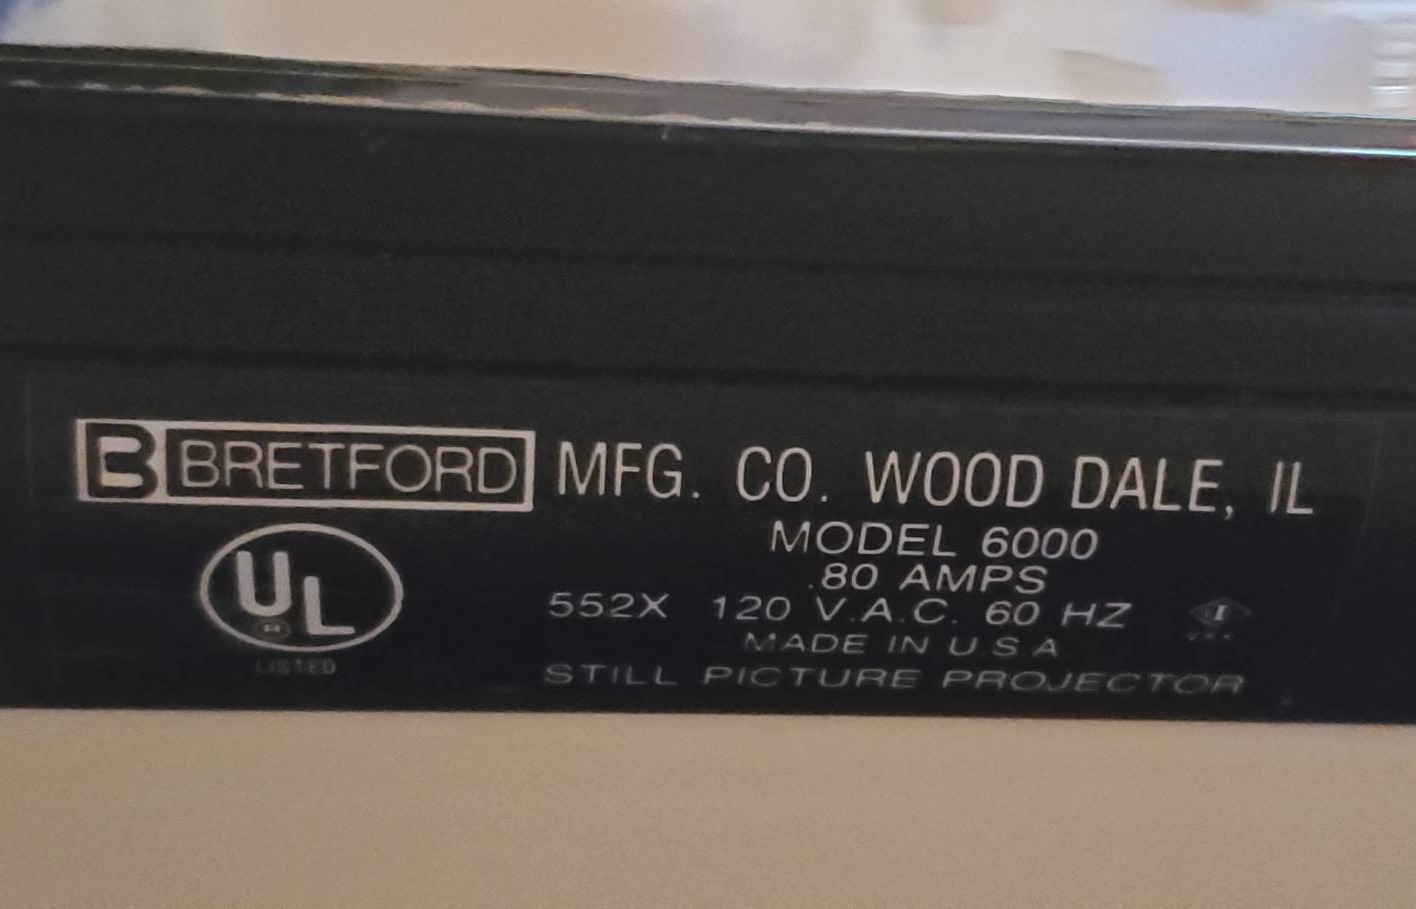 B BRETFORD MFG. CO. WOOD DALE, IL
MODEL 6000
.80 AMPS
552X 120 V.A.C. 60 HZ
MADE IN U.S.A
STILL PICTURE PROJECTOR
UL
®
LISTED
I